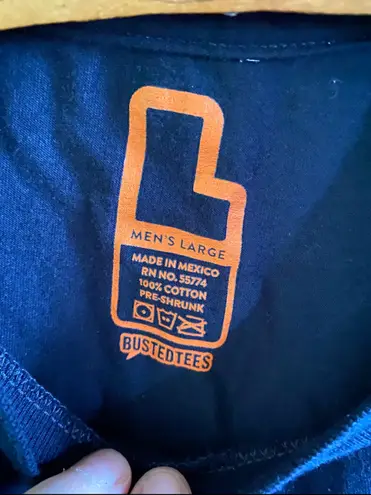 MEN'S LARGE
MADE IN MEXICO
RN NO. 55774
100% COTTON
PRE-SHRUNK
BUSTEDTEES